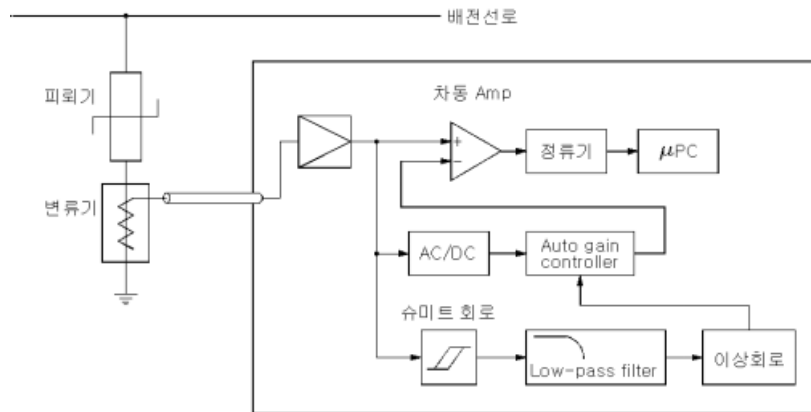 배전선로
피뢰기
차동 Amp
+
−
정류기
μPC
변류기
AC/DC
Auto gain
controller
슈미트 회로
Low-pass filter
이상회로